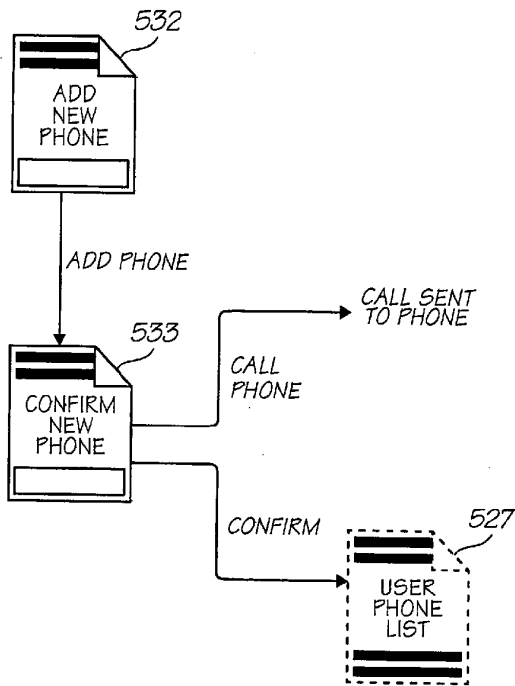 532
ADD
NEW
PHONE
ADD PHONE
533
CONFIRM
NEW
PHONE
CALL
PHONE
CALL SENT
TO PHONE
CONFIRM
527
USER
PHONE
LIST